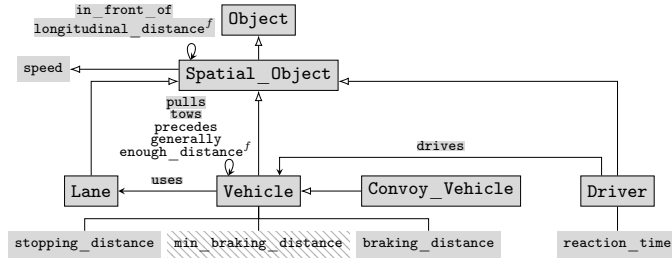 in_front_of
longitudinal_distance^f
Object
speed
Spatial_Object
pulls
tows
precedes
generally
enough_distance^f
drives
Lane
uses
Vehicle
Convoy_Vehicle
Driver
stopping_distance
min_braking_distance
braking_distance
reaction_time